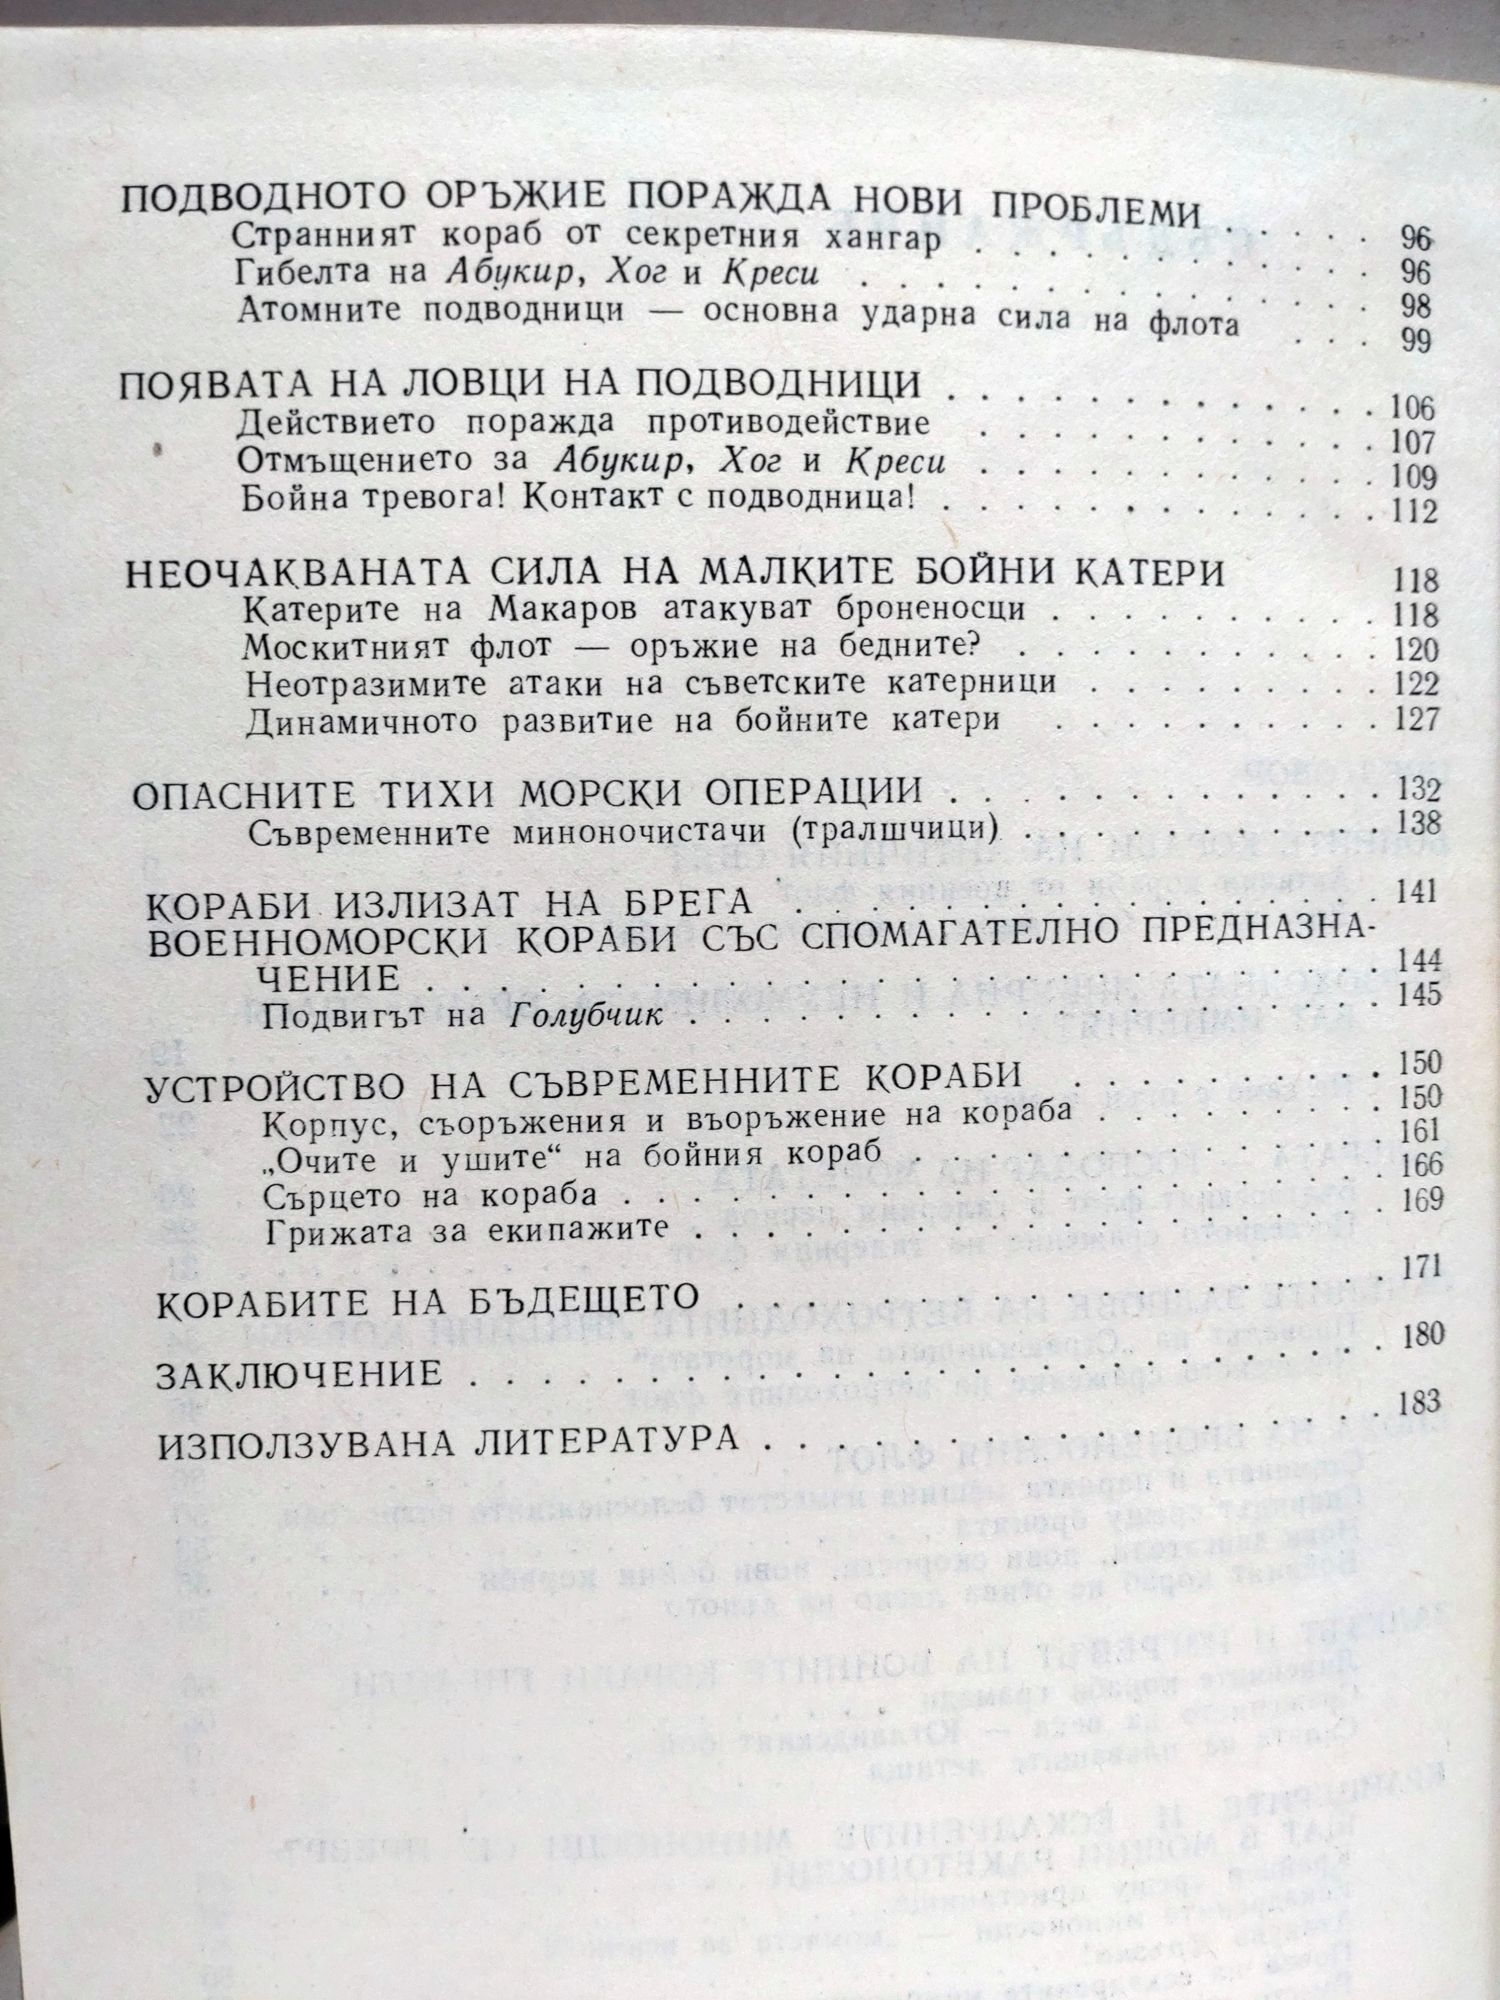 ПОДВОДНОТО ОРЪЖИЕ ПОРАЖДА НОВИ ПРОБЛЕМИ . . . . . 96
Странният кораб от секретния хангар . . . . . . . . . . . 96
Гибелта на Абукир, Хог и Креси . . . . . . . . . . . . . 98
Атомните подводници — основна ударна сила на флота . . . 99
ПОЯВАТА НА ЛОВЦИ НА ПОДВОДНИЦИ . . . . . . . . . . . . 106
Действието поражда противодействие . . . . . . . . . . . 107
Отмъщението за Абукир, Хог и Креси . . . . . . . . . . . 109
Бойна тревога! Контакт с подводница! . . . . . . . . . . . . 112
НЕОЧАКВАНАТА СИЛА НА МАЛКИТЕ БОЙНИ КАТЕРИ 118
Катерите на Макаров атакуват броненосци . . . . . . . . . 118
Москитният флот — оръжие на бедните? . . . . . . . . . . 120
Неотразимите атаки на съветските катерници . . . . . . . . 122
Динамичното развитие на бойните катери . . . . . . . . . 127
ОПАСНИТЕ ТИХИ МОРСКИ ОПЕРАЦИИ . . . . . . . . . . . . 132
Съвременните миноночистачи (тралшчици) . . . . . . . . . . 138
КОРАБИ ИЗЛИЗАТ НА БРЕГА . . . . . . . . . . . . . . . . 141
ВОЕННОМОРСКИ КОРАБИ СЪС СПОМАГАТЕЛНО ПРЕДНАЗНА-
ЧЕНИЕ . . . . . . . . . . . . . . . . . . . . . . . 144
Подвигът на Голубчик . . . . . . . . . . . . . . . . . 145
УСТРОЙСТВО НА СЪВРЕМЕННИТЕ КОРАБИ . . . . . . . . . 150
Корпус, съоръжения и въоръжение на кораба . . . . . . . . 150
„Очите и ушите“ на бойния кораб . . . . . . . . . . . . . 161
Сърцето на кораба . . . . . . . . . . . . . . . . . . . 166
Грижата за екипажите . . . . . . . . . . . . . . . . . . 169
КОРАБИТЕ НА БЪДЕЩЕТО . . . . . . . . . . . . . . . . . 171
ЗАКЛЮЧЕНИЕ . . . . . . . . . . . . . . . . . . . . . . 180
ИЗПОЛЗУВАНА ЛИТЕРАТУРА . . . . . . . . . . . . . . . . 183